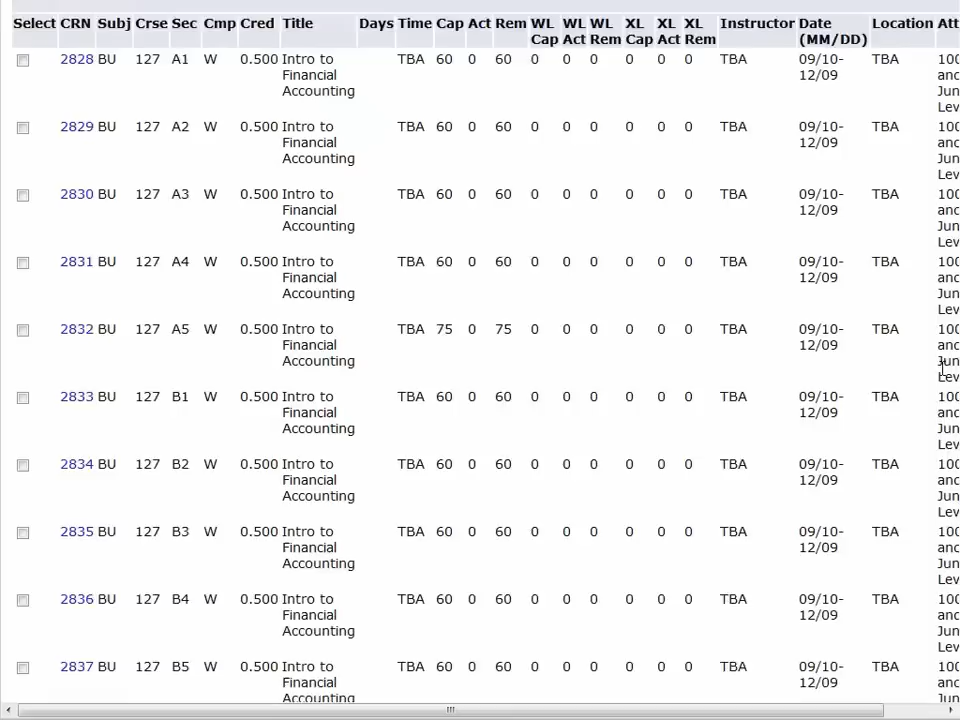 Select CRN Subj Crse Sec Cmp Cred Title Days Time Cap Act Rem WL WL WL XL XL XL Instructor Date Location Att
Cap Act Rem Cap Act Rem (MM/DD)
2828 BU 127 A1 W 0.500 Intro to TBA 60 0 60 0 0 0 0 0 0 TBA 09/10- TBA 100
Financial 12/09 and
Accounting Jun
Lev
2829 BU 127 A2 W 0.500 Intro to TBA 60 0 60 0 0 0 0 0 0 TBA 09/10- TBA 100
Financial 12/09 and
Accounting Jun
Lev
2830 BU 127 A3 W 0.500 Intro to TBA 60 0 60 0 0 0 0 0 0 TBA 09/10- TBA 100
Financial 12/09 and
Accounting Jun
Lev
2831 BU 127 A4 W 0.500 Intro to TBA 60 0 60 0 0 0 0 0 0 TBA 09/10- TBA 100
Financial 12/09 and
Accounting Jun
Lev
2832 BU 127 A5 W 0.500 Intro to TBA 75 0 75 0 0 0 0 0 0 TBA 09/10- TBA 100
Financial 12/09 and
Accounting Jun
Lev
2833 BU 127 B1 W 0.500 Intro to TBA 60 0 60 0 0 0 0 0 0 TBA 09/10- TBA 100
Financial 12/09 and
Accounting Jun
Lev
2834 BU 127 B2 W 0.500 Intro to TBA 60 0 60 0 0 0 0 0 0 TBA 09/10- TBA 100
Financial 12/09 and
Accounting Jun
Lev
2835 BU 127 B3 W 0.500 Intro to TBA 60 0 60 0 0 0 0 0 0 TBA 09/10- TBA 100
Financial 12/09 and
Accounting Jun
Lev
2836 BU 127 B4 W 0.500 Intro to TBA 60 0 60 0 0 0 0 0 0 TBA 09/10- TBA 100
Financial 12/09 and
Accounting Jun
Lev
2837 BU 127 B5 W 0.500 Intro to TBA 60 0 60 0 0 0 0 0 0 TBA 09/10- TBA 100
Financial 12/09 and
Accounting Jun